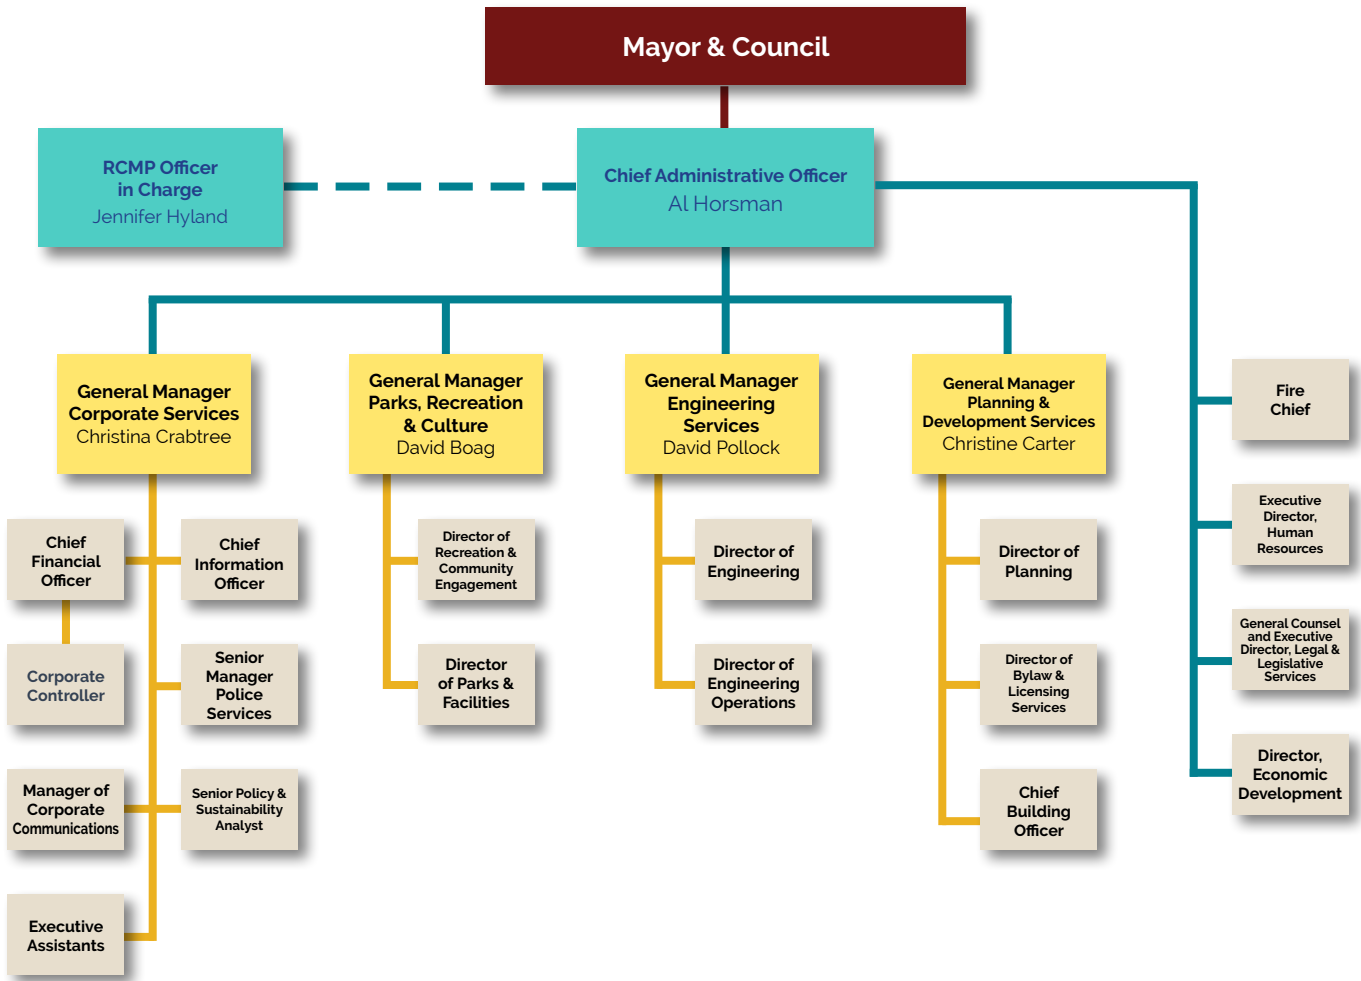 Mayor & Council
RCMP Officer
in Charge
Jennifer Hyland
Chief Administrative Officer
Al Horsman
General Manager
Corporate Services
Christina Crabtree
General Manager
Parks, Recreation
& Culture
David Boag
General Manager
Engineering
Services
David Pollock
General Manager
Planning &
Development Services
Christine Carter
Fire
Chief
Executive
Director,
Human
Resources
General Counsel
and Executive
Director, Legal &
Legislative
Services
Director,
Economic
Development
Chief
Financial
Officer
Chief
Information
Officer
Corporate
Controller
Senior
Manager
Police
Services
Manager of
Corporate
Communications
Senior Policy &
Sustainability
Analyst
Executive
Assistants
Director of
Recreation &
Community
Engagement
Director
of Parks &
Facilities
Director of
Engineering
Director of
Engineering
Operations
Director of
Planning
Director of
Bylaw &
Licensing
Services
Chief
Building
Officer